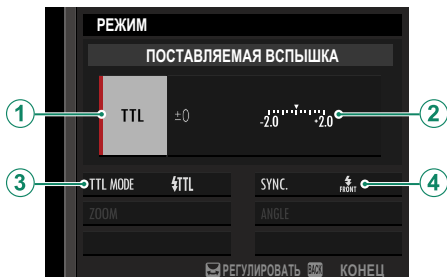 РЕЖИМ
ПОСТАВЛЯЕМАЯ ВСПЫШКА
1 TTL ±0 -2.0 +2.0 2
3 TTL MODE TTL SYNC. FRONT 4
ZOOM ANGLE
РЕГУЛИРОВАТЬ BACK КОНЕЦ